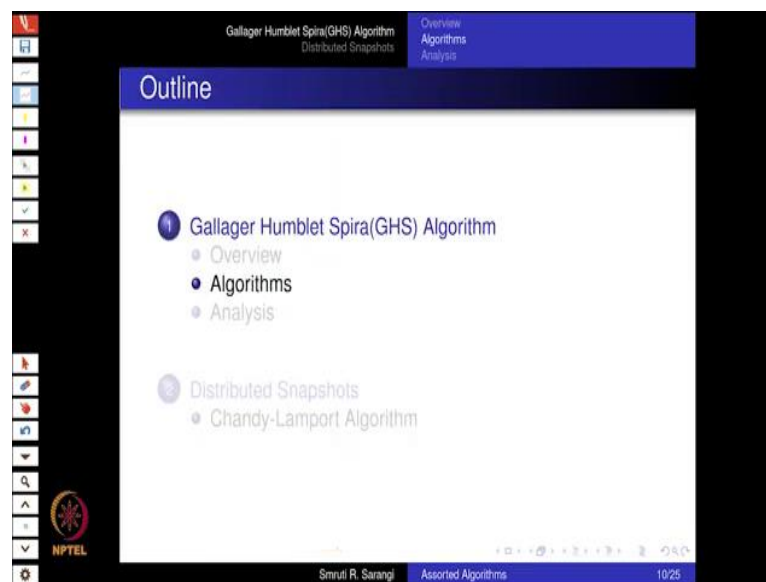 Gallager Humblet Spira(GHS) Algorithm
Distributed Snapshots
Overview
Algorithms
Analysis
Outline
1 Gallager Humblet Spira(GHS) Algorithm
Overview
Algorithms
Analysis
2 Distributed Snapshots
Chandy-Lamport Algorithm
NPTEL
Smruti R. Sarangi
Assorted Algorithms
10/25